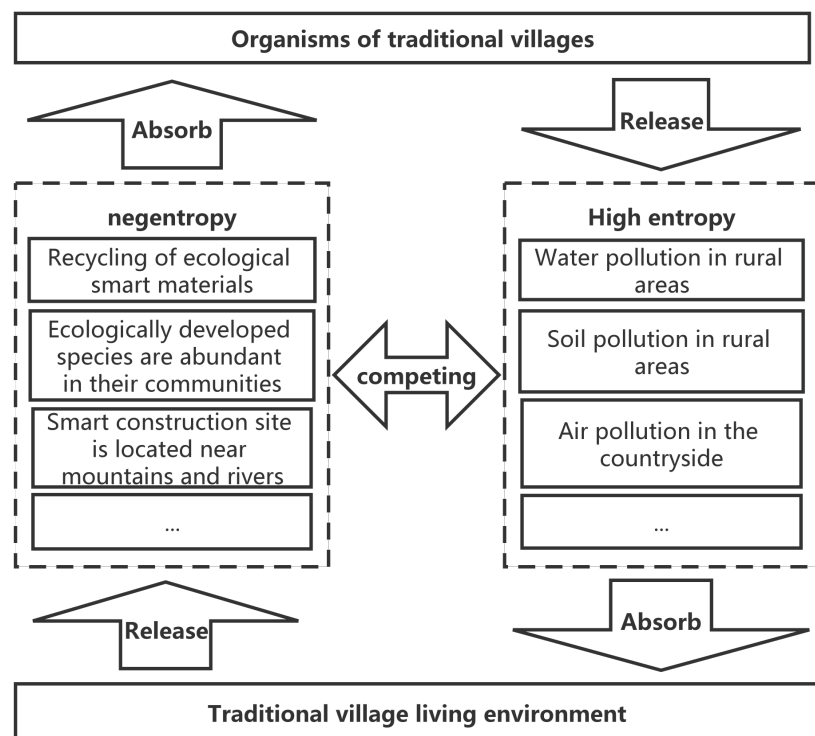 Organisms of traditional villages
Absorb
Release
negentropy
Recycling of ecological
smart materials
Ecologically developed
species are abundant
in their communities
Smart construction site
is located near
mountains and rivers
...
competing
High entropy
Water pollution in rural
areas
Soil pollution in rural
areas
Air pollution in the
countryside
...
Release
Absorb
Traditional village living environment